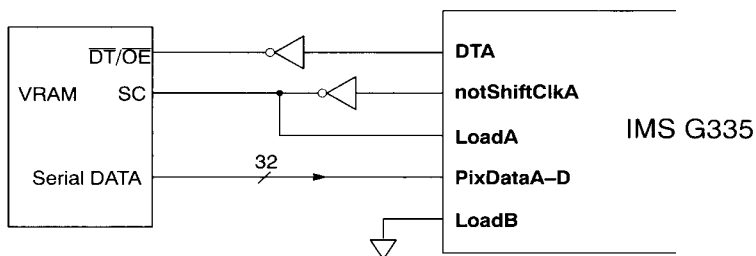 DT/OE
DTA
VRAM
SC
notShiftClkA
IMS G335
LoadA
32
Serial DATA
PixDataA–D
LoadB